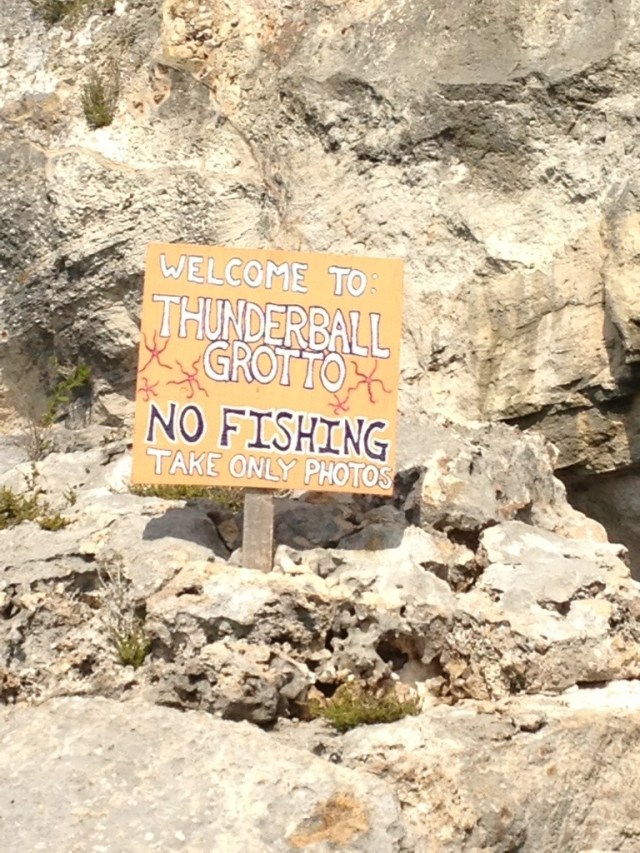 WELCOME TO:
THUNDERBALL
GROTTO
NO FISHING
TAKE ONLY PHOTOS